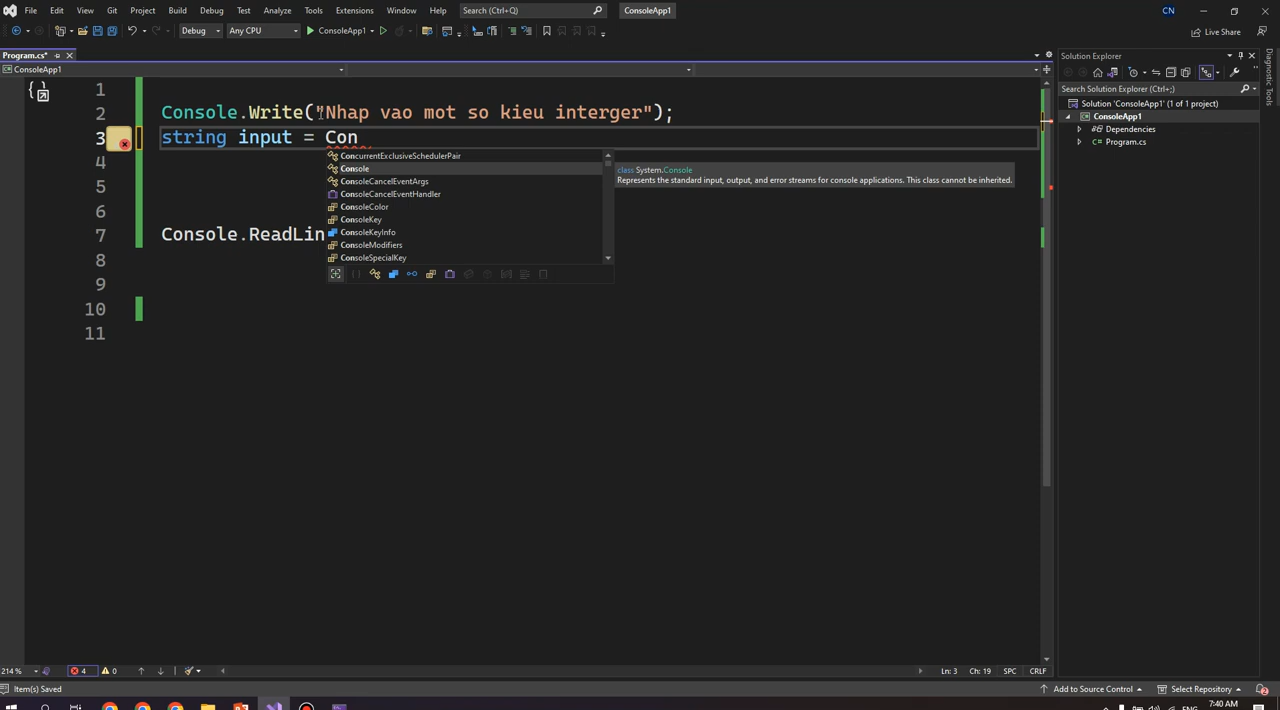 File Edit View Git Project Build Debug Test Analyze Tools Extensions Window Help Search (Ctrl+Q) ConsoleApp1 CN
Debug Any CPU ConsoleApp1 Live Share
Program.cs*
ConsoleApp1
Solution Explorer
Search Solution Explorer (Ctrl+;)
Solution 'ConsoleApp1' (1 of 1 project)
ConsoleApp1
Dependencies
Program.cs
Diagnostic Tools
1
2 Console.Write("Nhap vao mot so kieu interger");
3 string input = Con
4
5
6
7 Console.ReadLin
8
9
10
11
ConcurrentExclusiveSchedulerPair
Console
ConsoleCancelEventArgs
ConsoleCancelEventHandler
ConsoleColor
ConsoleKey
ConsoleKeyInfo
ConsoleModifiers
ConsoleSpecialKey
class System.Console
Represents the standard input, output, and error streams for console applications. This class cannot be inherited.
214 % 4 0 Ln: 3 Ch: 19 SPC CRLF
Item(s) Saved Add to Source Control Select Repository 2
ENG 7:40 AM